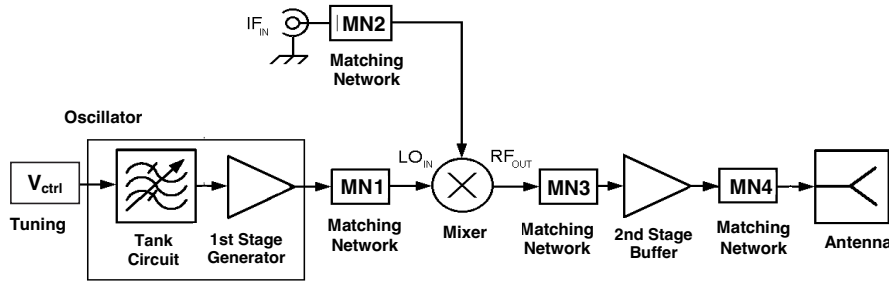 IF_IN
MN2
Matching
Network
Oscillator
LO_IN
RF_OUT
V_ctrl
MN1
MN3
MN4
Tuning
Tank
Circuit
1st Stage
Generator
Matching
Network
Mixer
Matching
Network
2nd Stage
Buffer
Matching
Network
Antenna